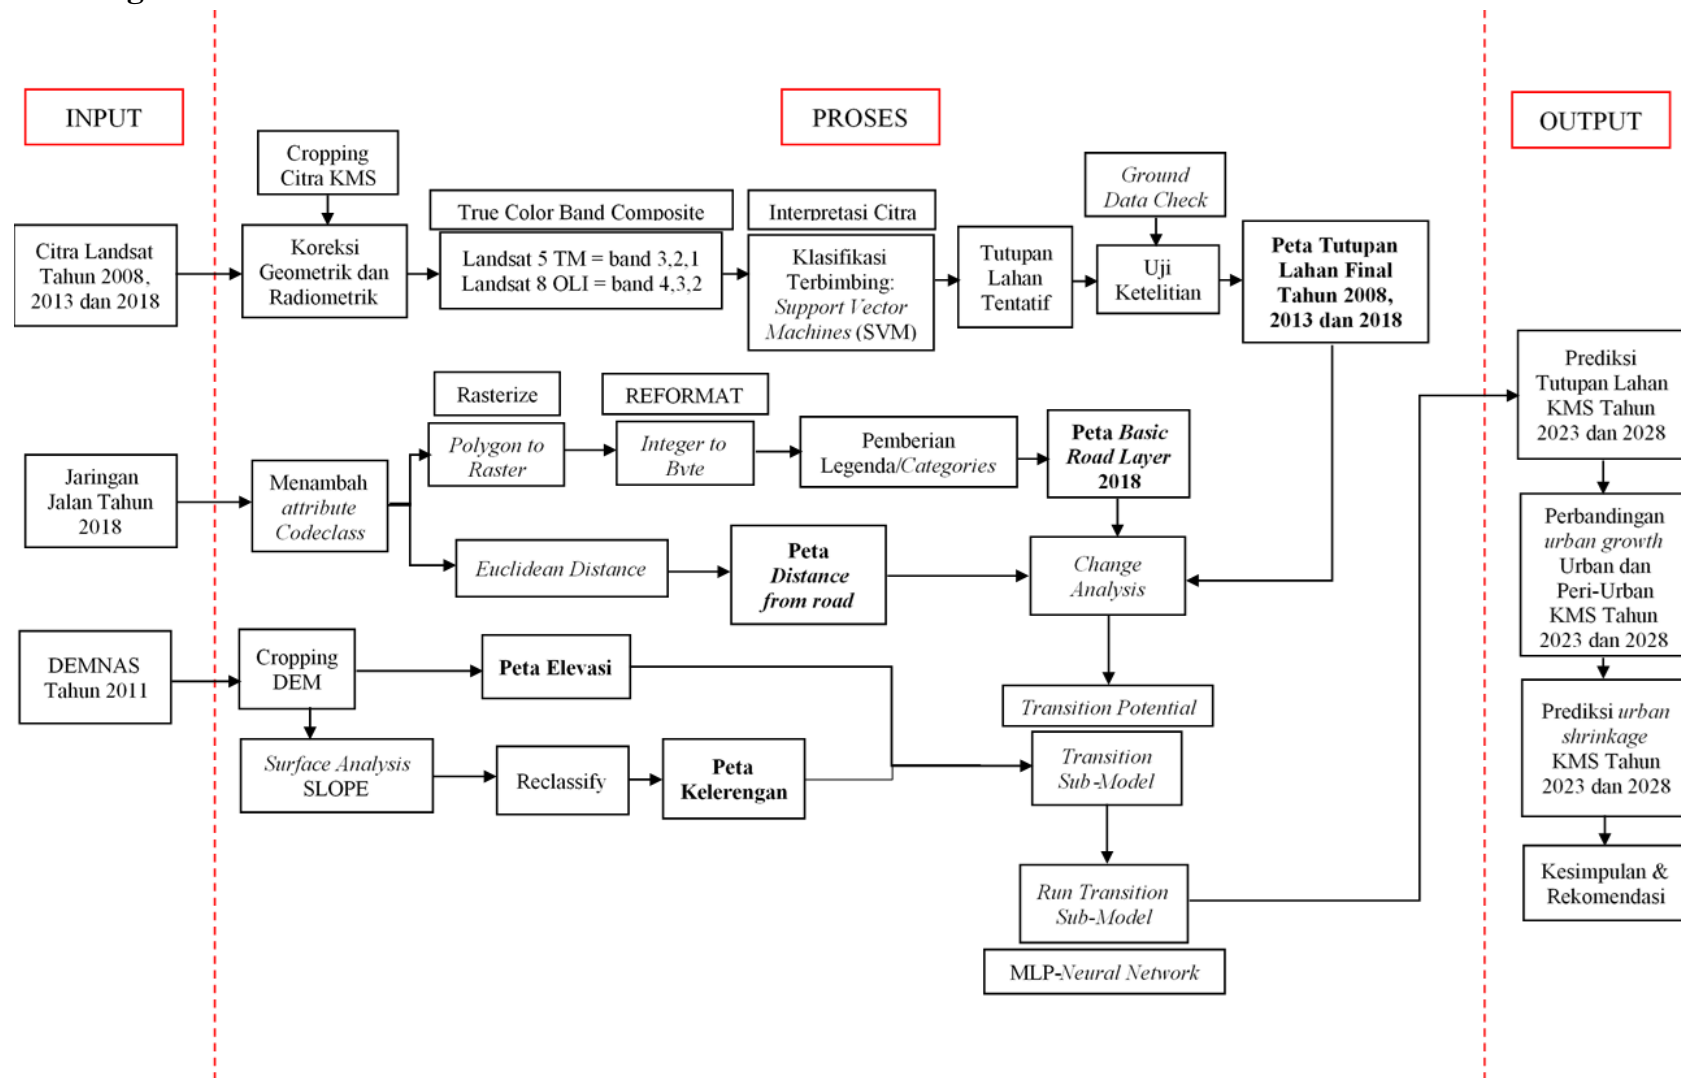 INPUT
PROSES
OUTPUT
Cropping
Citra KMS
Citra Landsat
Tahun 2008,
2013 dan 2018
Koreksi
Geometrik dan
Radiometrik
True Color Band Composite
Landsat 5 TM = band 3,2,1
Landsat 8 OLI = band 4,3,2
Interpretasi Citra
Klasifikasi
Terbimbing:
Support Vector
Machines (SVM)
Tutupan
Lahan
Tentatif
Ground
Data Check
Uji
Ketelitian
Peta Tutupan
Lahan Final
Tahun 2008,
2013 dan 2018
Jaringan
Jalan Tahun
2018
Menambah
attribute
Codeclass
Rasterize
Polygon to
Raster
REFORMAT
Integer to
Byte
Pemberian
Legenda/Categories
Peta Basic
Road Layer
2018
Euclidean Distance
Peta
Distance
from road
Change
Analysis
DEMNAS
Tahun 2011
Cropping
DEM
Peta Elevasi
Surface Analysis
SLOPE
Reclassify
Peta
Kelerengan
Transition Potential
Transition
Sub-Model
Run Transition
Sub-Model
MLP-Neural Network
Prediksi
Tutupan Lahan
KMS Tahun
2023 dan 2028
Perbandingan
urban growth
Urban dan
Peri-Urban
KMS Tahun
2023 dan 2028
Prediksi urban
shrinkage
KMS Tahun
2023 dan 2028
Kesimpulan &
Rekomendasi